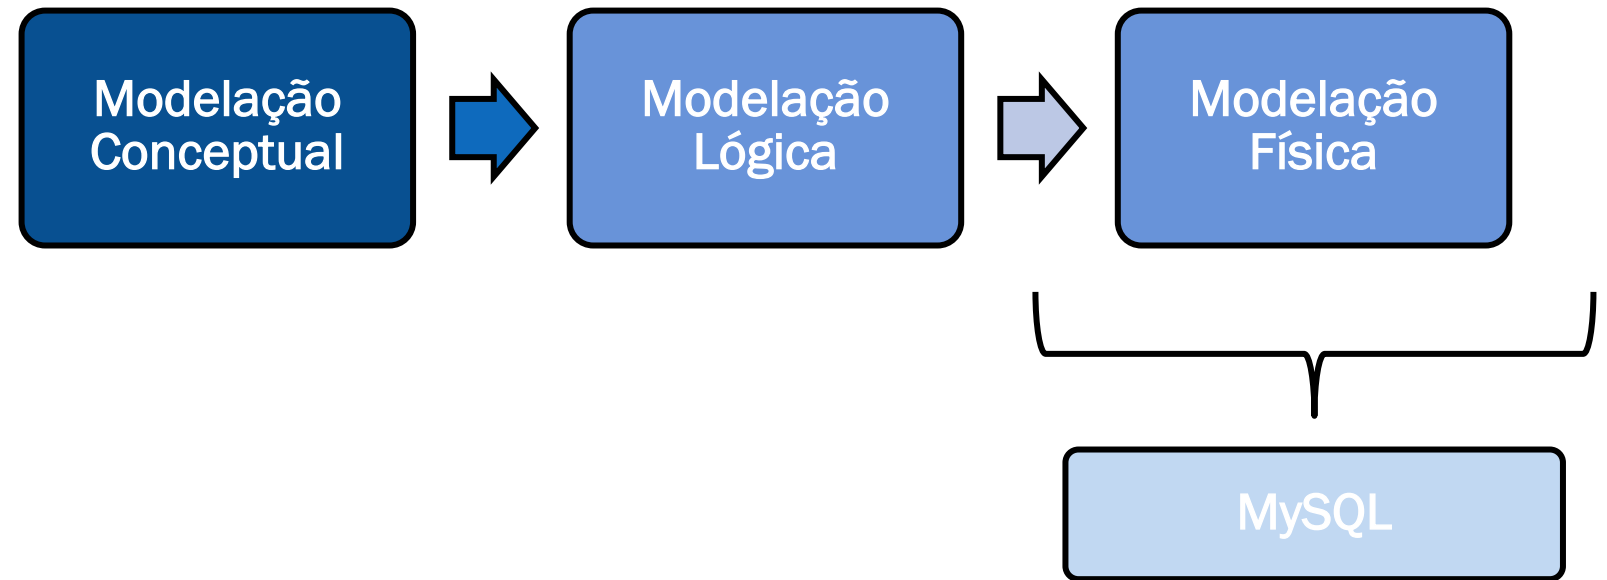 Modelação
Conceptual
Modelação
Lógica
Modelação
Física
MySQL